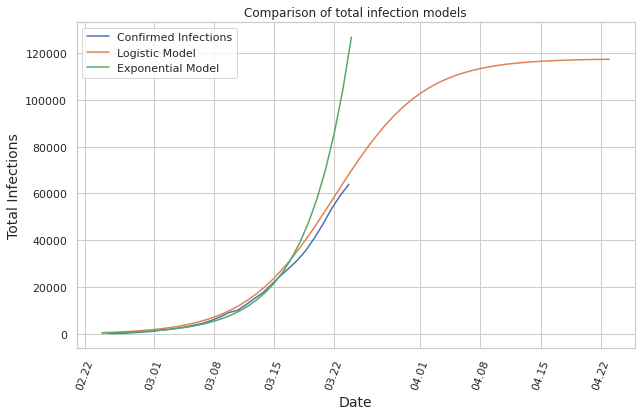 Comparison of total infection models
Confirmed Infections
Logistic Model
Exponential Model
Total Infections
120000
100000
80000
60000
40000
20000
0
02.22
03.01
03.08
03.15
03.22
04.01
04.08
04.15
04.22
Date